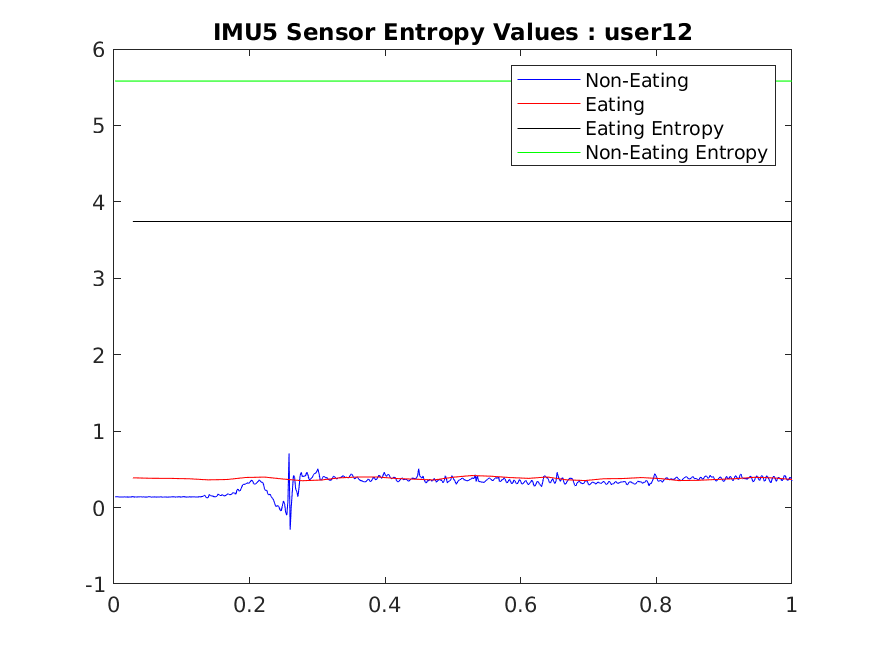 IMU5 Sensor Entropy Values : user12
6
5
4
3
2
1
0
-1
Non-Eating
Eating
Eating Entropy
Non-Eating Entropy
0 0.2 0.4 0.6 0.8 1